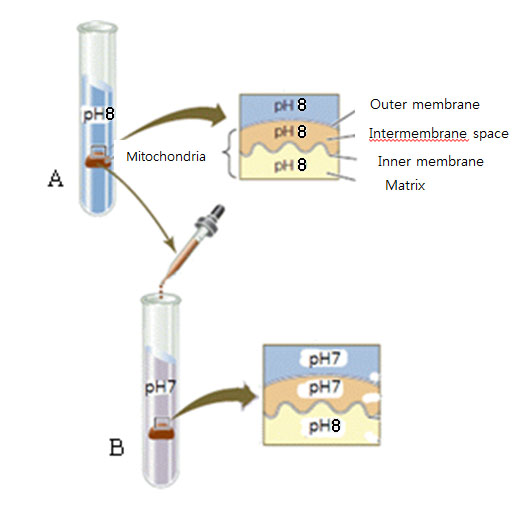 pH8
pH 8
Outer membrane
pH 8
Intermembrane space
Mitochondria
pH 8
Inner membrane
Matrix
A
pH7
pH7
pH7
pH8
B